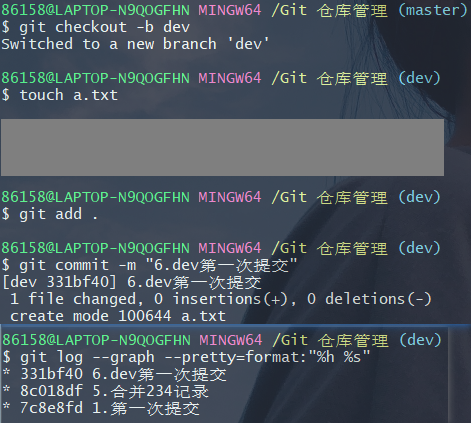 86158@LAPTOP-N9QOGFHN MINGW64 /Git 仓库管理 (master)
$ git checkout -b dev
Switched to a new branch 'dev'
86158@LAPTOP-N9QOGFHN MINGW64 /Git 仓库管理 (dev)
$ touch a.txt
86158@LAPTOP-N9QOGFHN MINGW64 /Git 仓库管理 (dev)
$ git add .
86158@LAPTOP-N9QOGFHN MINGW64 /Git 仓库管理 (dev)
$ git commit -m "6.dev第一次提交"
[dev 331bf40] 6.dev第一次提交
1 file changed, 0 insertions(+), 0 deletions(-)
create mode 100644 a.txt
86158@LAPTOP-N9QOGFHN MINGW64 /Git 仓库管理 (dev)
$ git log --graph --pretty=format:"%h %s"
* 331bf40 6.dev第一次提交
* 8c018df 5.合并234记录
* 7c8e8fd 1.第一次提交